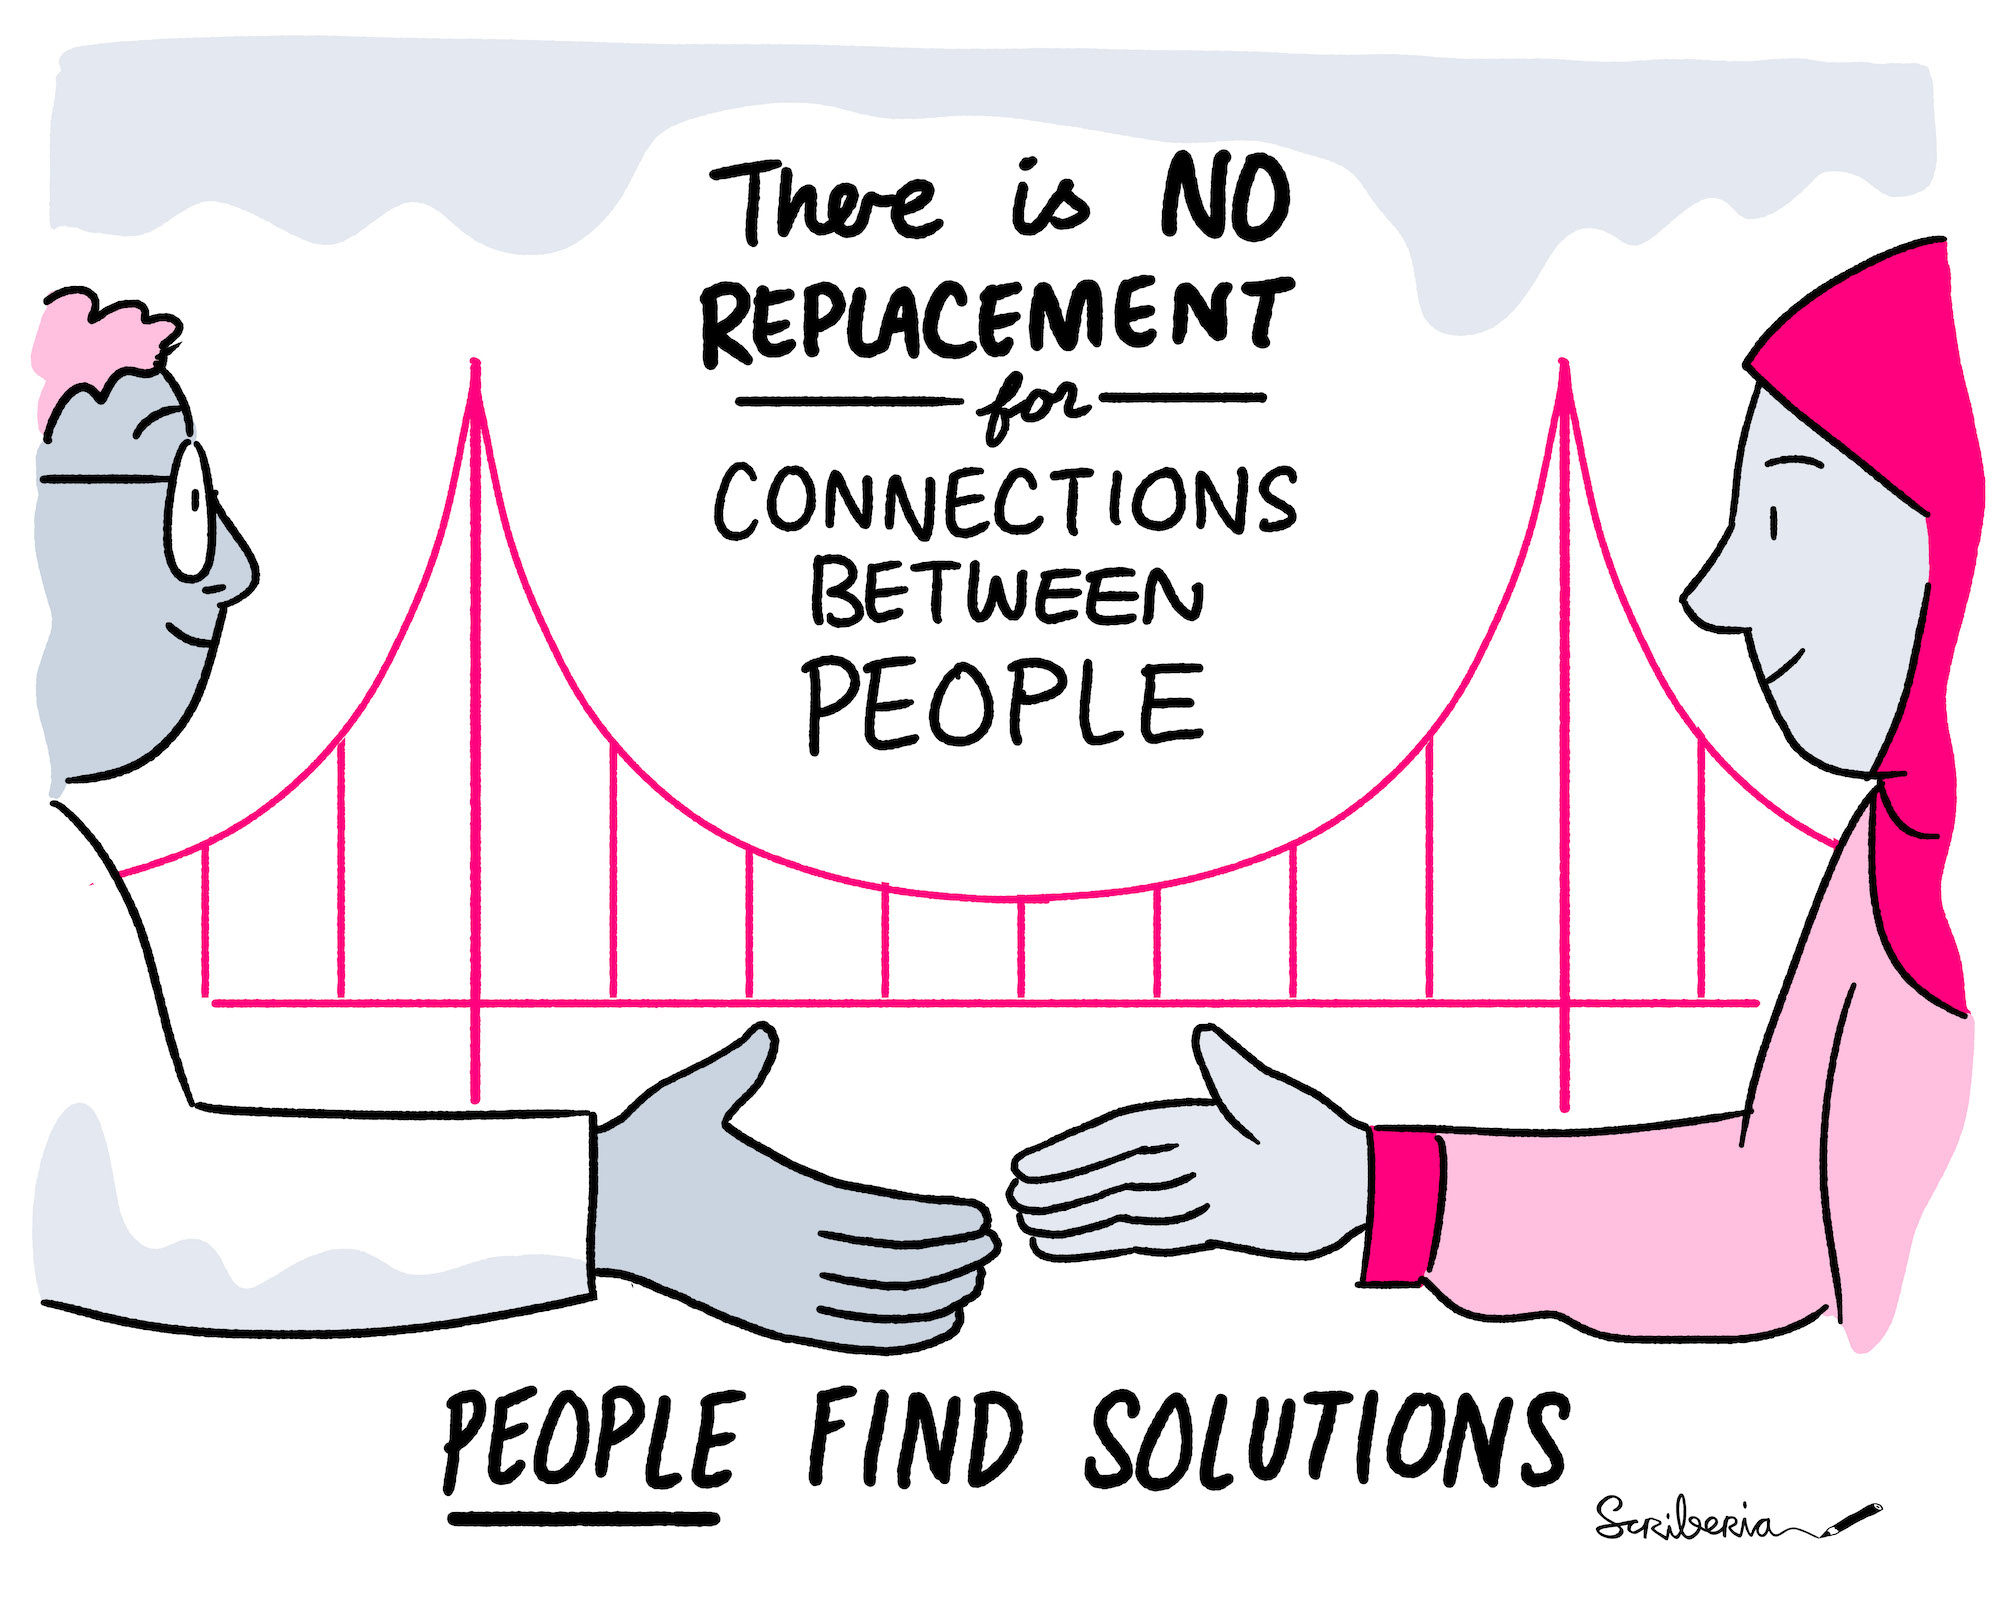 There is NO
REPLACEMENT
for
CONNECTIONS
BETWEEN
PEOPLE
PEOPLE FIND SOLUTIONS
Scriberia